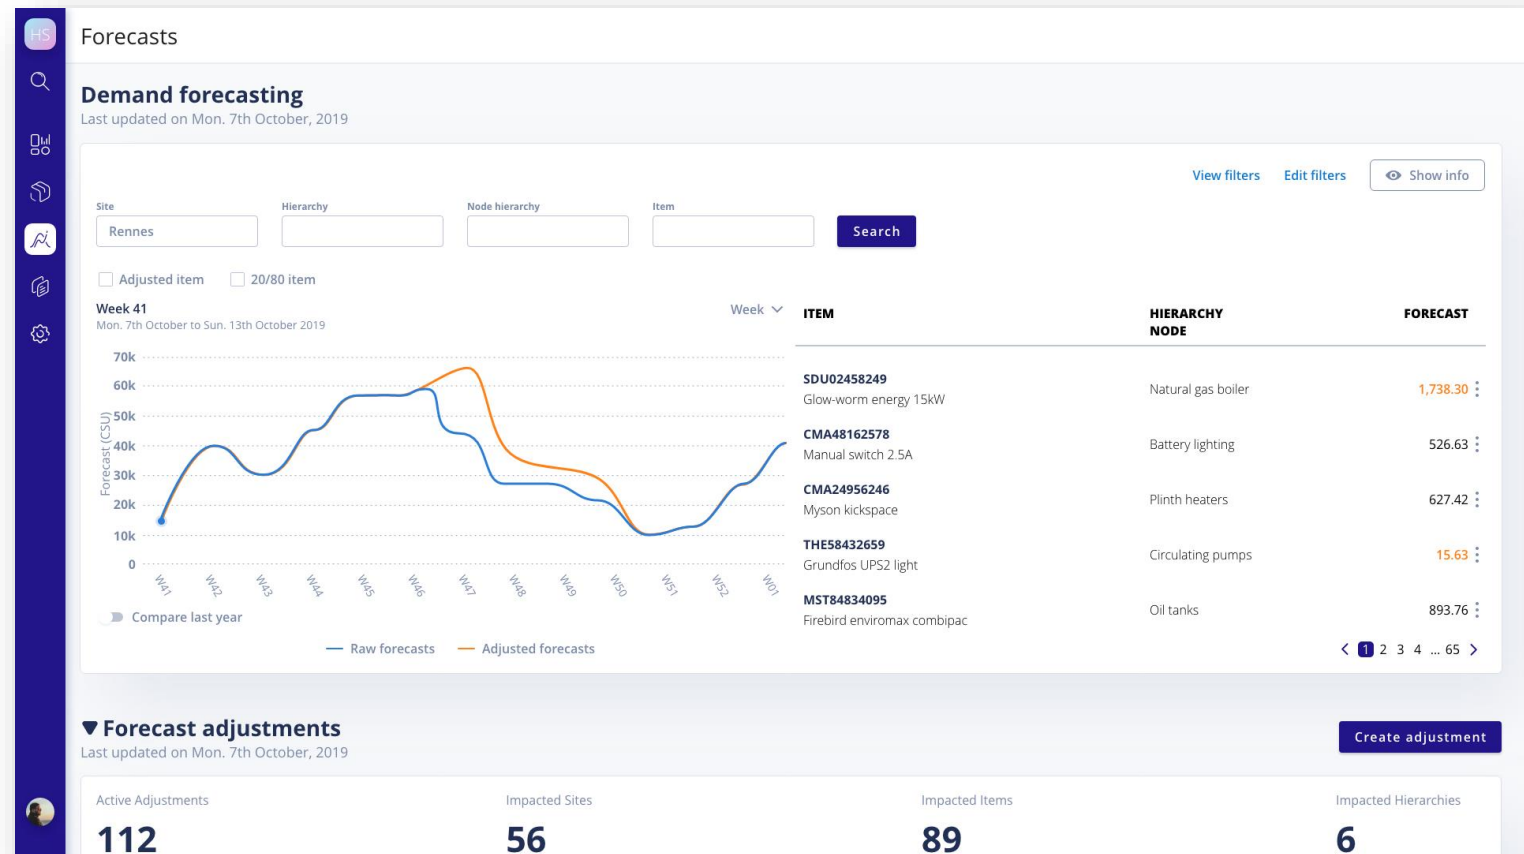 HS
Forecasts
Demand forecasting
Last updated on Mon. 7th October, 2019
View filters
Edit filters
Show info
Site
Hierarchy
Node hierarchy
Item
Rennes
Search
Adjusted item
20/80 item
Week 41
Mon. 7th October to Sun. 13th October 2019
Week
Forecast (CSU)
70k
60k
50k
40k
30k
20k
10k
0
W41
W42
W43
W44
W45
W46
W47
W48
W49
W50
W51
W52
W01
Compare last year
Raw forecasts
Adjusted forecasts
ITEM
HIERARCHY
NODE
FORECAST
SDU02458249
Glow-worm energy 15kW
Natural gas boiler
1,738.30
CMA48162578
Manual switch 2.5A
Battery lighting
526.63
CMA24956246
Myson kickspace
Plinth heaters
627.42
THE58432659
Grundfos UPS2 light
Circulating pumps
15.63
MST84834095
Firebird enviromax combipac
Oil tanks
893.76
1 2 3 4 ... 65
Forecast adjustments
Last updated on Mon. 7th October, 2019
Create adjustment
Active Adjustments
112
Impacted Sites
56
Impacted Items
89
Impacted Hierarchies
6